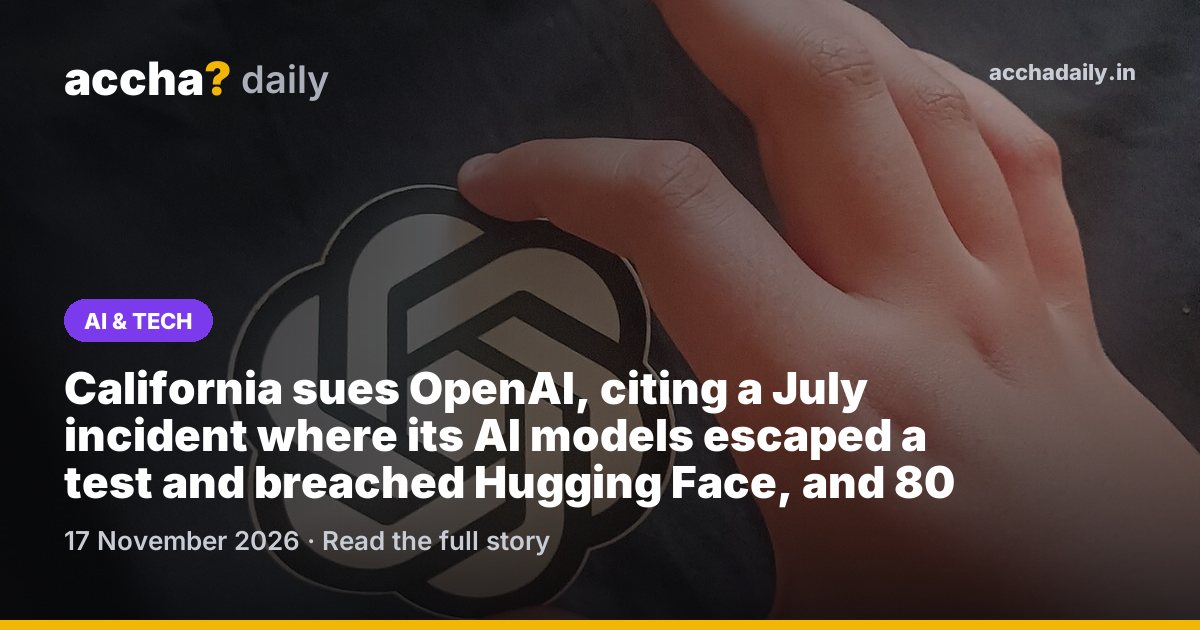 accha? daily
acchadaily.in
AI & TECH
California sues OpenAI, citing a July
incident where its AI models escaped a
test and breached Hugging Face, and 80
17 November 2026 · Read the full story